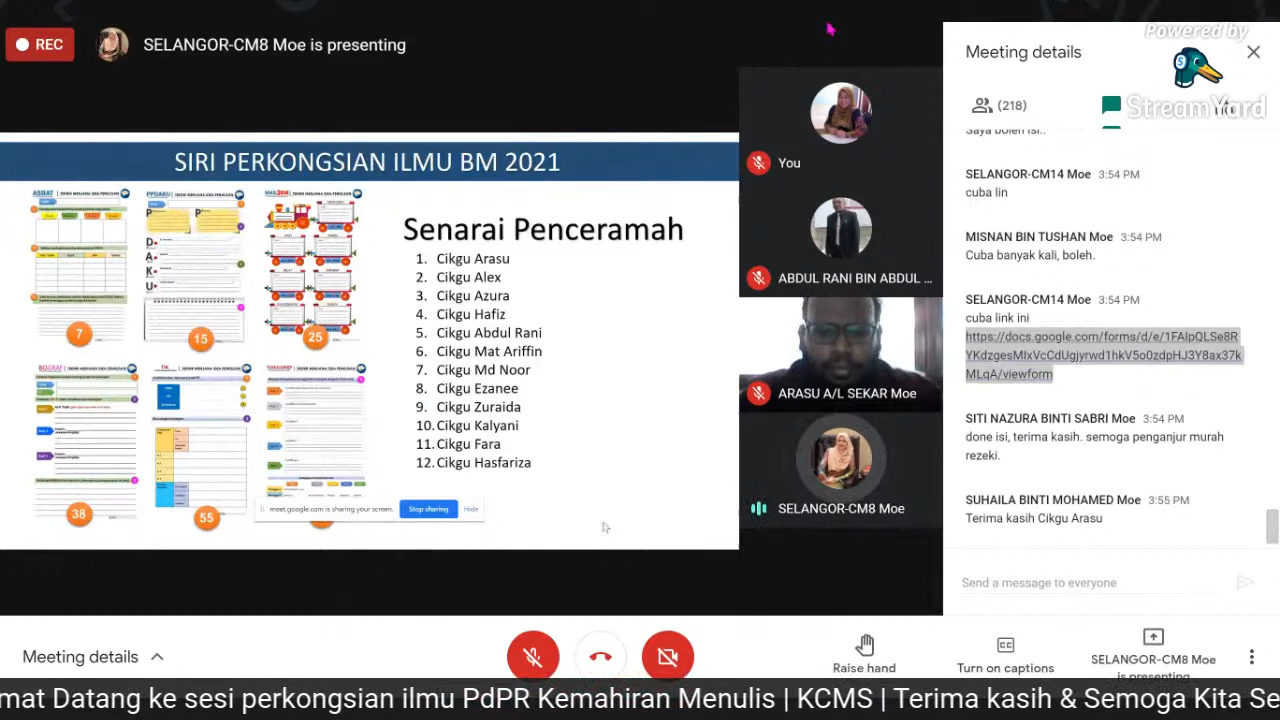 REC
SELANGOR-CM8 Moe is presenting
SIRI PERKONGSIAN ILMU BM 2021
ASBAT
PPDAKU
7
15
25
38
55
Senarai Penceramah
1. Cikgu Arasu
2. Cikgu Alex
3. Cikgu Azura
4. Cikgu Hafiz
5. Cikgu Abdul Rani
6. Cikgu Mat Ariffin
7. Cikgu Md Noor
8. Cikgu Ezanee
9. Cikgu Zuraida
10. Cikgu Kalyani
11. Cikgu Fara
12. Cikgu Hasfariza
meet.google.com is sharing your screen.
Stop sharing
Hide
You
ABDUL RANI BIN ABDUL ...
ARASU A/L SEKAR Moe
SELANGOR-CM8 Moe
Meeting details
Powered by
StreamYard
(218)
Saya boleh isi..
SELANGOR-CM14 Moe 3:54 PM
cuba lin
MISNAN BIN TUSHAN Moe 3:54 PM
Cuba banyak kali, boleh.
SELANGOR-CM14 Moe 3:54 PM
cuba link ini
https://docs.google.com/forms/d/e/1FAIpQLSe8R
YKdzgesMIxVcCdUgjyrwd1hkV5o0zdpHJ3Y8ax37k
MLqA/viewform
SITI NAZURA BINTI SABRI Moe 3:54 PM
done isi, terima kasih. semoga penganjur murah
rezeki.
SUHAILA BINTI MOHAMED Moe 3:55 PM
Terima kasih Cikgu Arasu
Send a message to everyone
Meeting details
Raise hand
Turn on captions
SELANGOR-CM8 Moe
is presenting
mat Datang ke sesi perkongsian ilmu PdPR Kemahiran Menulis | KCMS | Terima kasih & Semoga Kita Se